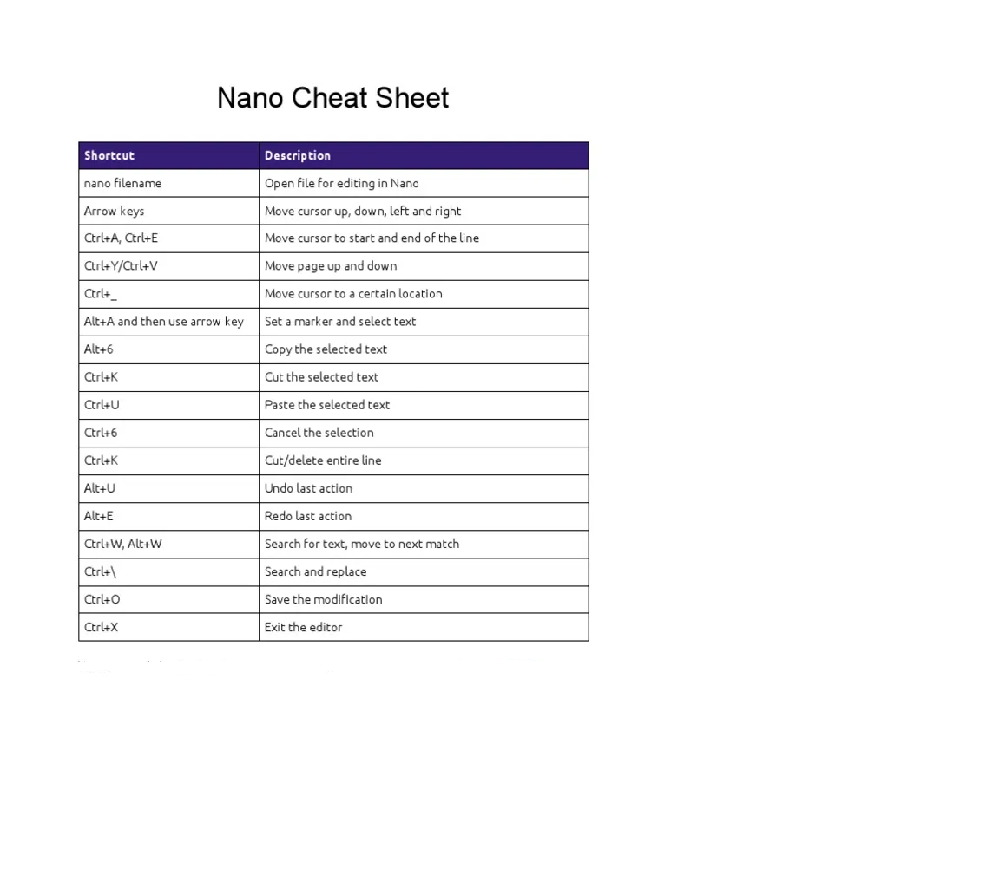 Nano Cheat Sheet
Shortcut Description
nano filename Open file for editing in Nano
Arrow keys Move cursor up, down, left and right
Ctrl+A, Ctrl+E Move cursor to start and end of the line
Ctrl+Y/Ctrl+V Move page up and down
Ctrl+_ Move cursor to a certain location
Alt+A and then use arrow key Set a marker and select text
Alt+6 Copy the selected text
Ctrl+K Cut the selected text
Ctrl+U Paste the selected text
Ctrl+6 Cancel the selection
Ctrl+K Cut/delete entire line
Alt+U Undo last action
Alt+E Redo last action
Ctrl+W, Alt+W Search for text, move to next match
Ctrl+\ Search and replace
Ctrl+O Save the modification
Ctrl+X Exit the editor